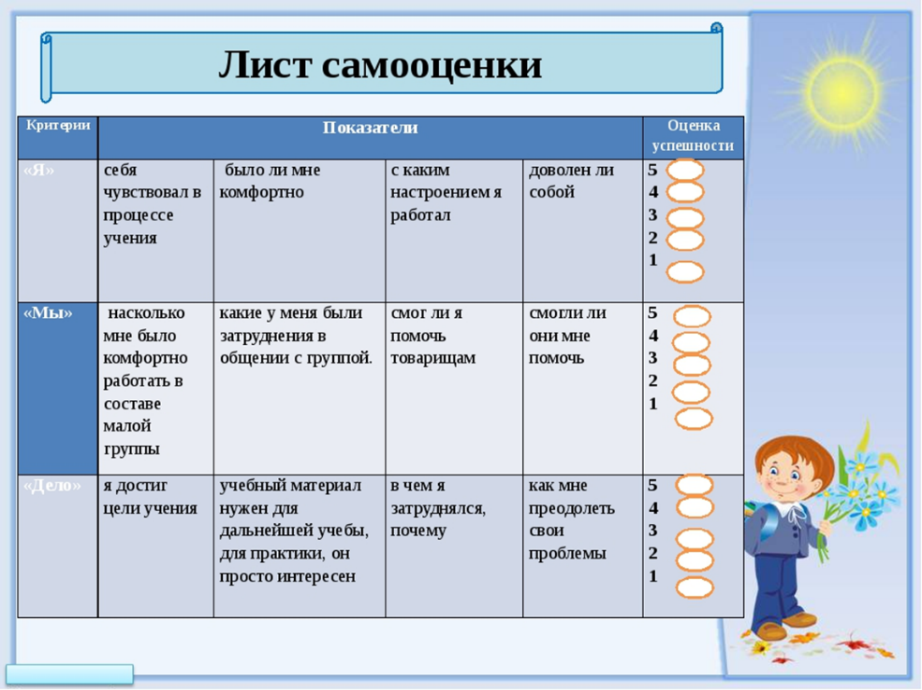 Лист самооценки
Критерии
Показатели
Оценка
успешности
«Я»
себя
чувствовал в
процессе
учения
было ли мне
комфортно
с каким
настроением я
работал
доволен ли
собой
5
4
3
2
1
«Мы»
насколько
мне было
комфортно
работать в
составе
малой
группы
какие у меня были
затруднения в
общении с группой.
смог ли я
помочь
товарищам
смогли ли
они мне
помочь
5
4
3
2
1
«Дело»
я достиг
цели учения
учебный материал
нужен для
дальнейшей учебы,
для практики, он
просто интересен
в чем я
затруднялся,
почему
как мне
преодолеть
свои
проблемы
5
4
3
2
1